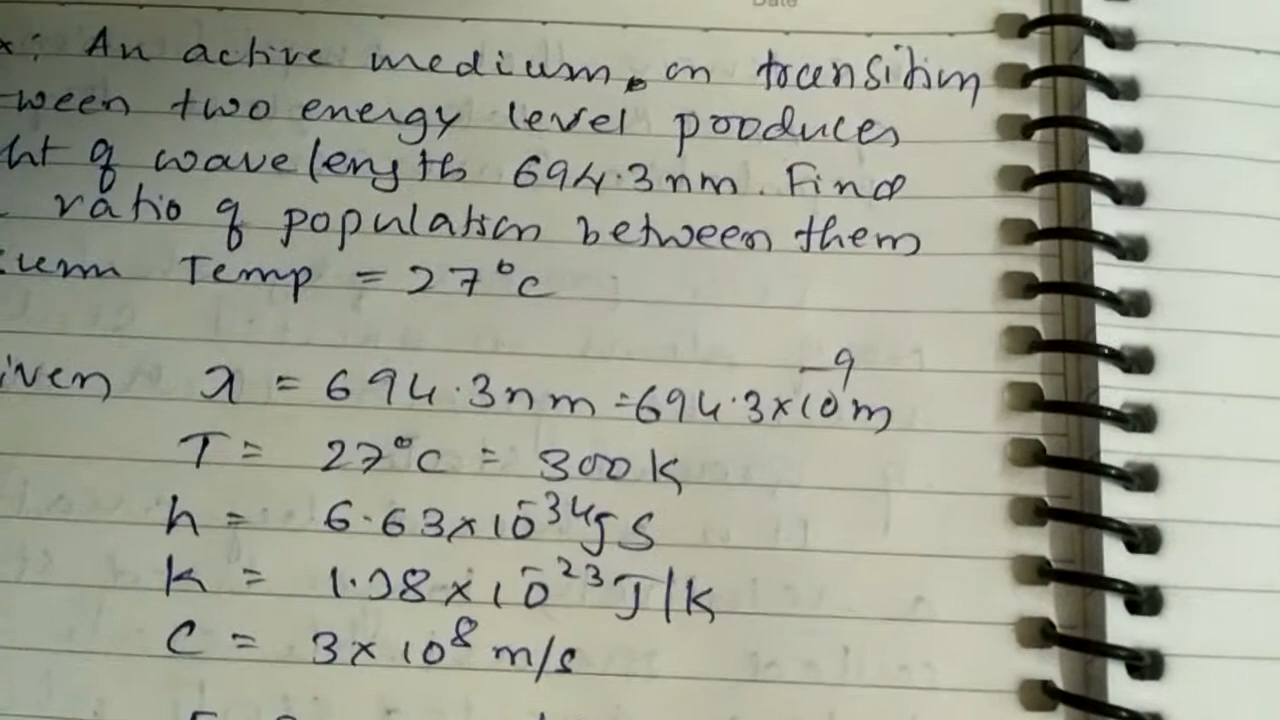 Date
x: An active medium, on transition
ween two energy level produces
ht of wavelength 694.3nm. Find
ratio of population between them
um Temp = 27°C
iven λ = 694.3nm = 694.3×10⁻⁹m
T = 27°C = 300K
h = 6.63×10⁻³⁴JS
K = 1.38×10⁻²³J/K
C = 3×10⁸ m/s